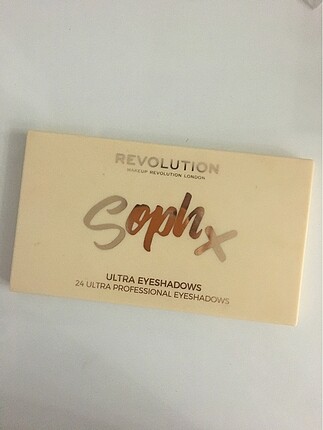 REVOLUTION
MAKEUP REVOLUTION LONDON
Soph x
ULTRA EYESHADOWS
24 ULTRA PROFESSIONAL EYESHADOWS